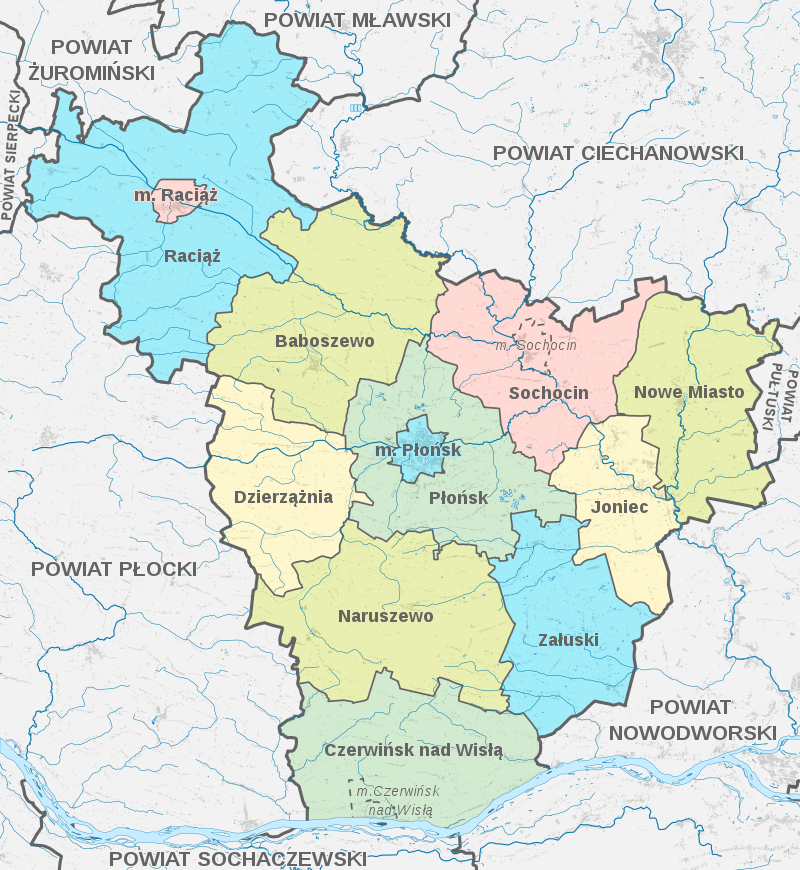 POWIAT MŁAWSKI
POWIAT
ŻUROMIŃSKI
POWIAT SIERPECKI
POWIAT CIECHANOWSKI
m. Raciąż
Raciąż
Baboszewo
m. Sochocin
Sochocin
Nowe Miasto
POWIAT
PUŁTUSKI
m. Płońsk
Płońsk
Dzierzążnia
Joniec
POWIAT PŁOCKI
Naruszewo
Załuski
POWIAT
NOWODWORSKI
Czerwińsk nad Wisłą
m.Czerwińsk
nad Wisłą
POWIAT SOCHACZEWSKI